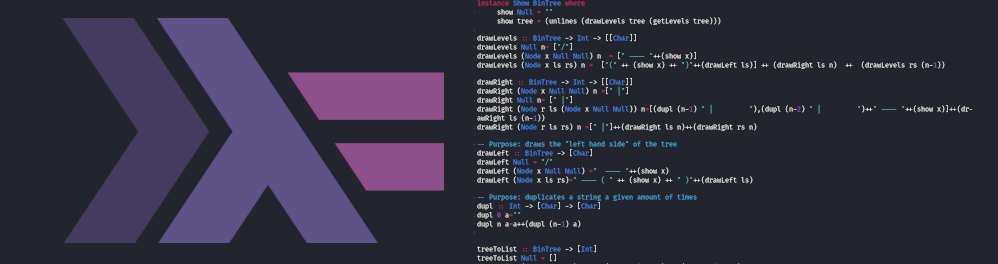 instance Show BinTree where
     show Null = ""
     show tree = (unlines (drawLevels tree (getLevels tree)))
drawLevels :: BinTree -> Int -> [[Char]]
drawLevels Null n= ["/"]
drawLevels (Node x Null Null) n  = [" ——— "++(show x)]
drawLevels (Node x ls rs) n =  ["(" ++ (show x) ++ ")"++(drawLeft ls)] ++ (drawRight ls n)  ++  (drawLevels rs (n-1))
drawRight :: BinTree -> Int -> [[Char]]
drawRight (Node x Null Null) n =[" |"]
drawRight Null n= [" |"]
drawRight (Node r ls (Node x Null Null)) n=[(dupl (n-1) " |         "),(dupl (n-2) " |         ")++" ——— "++(show x)]++(dr-
awRight ls (n-1))
drawRight (Node r ls rs) n =[" |"]++(drawRight ls n)++(drawRight rs n)
-- Purpose: draws the "left hand side" of the tree
drawLeft :: BinTree -> [Char]
drawLeft Null = "/"
drawLeft (Node x Null Null) ="  ——— "++(show x)
drawLeft (Node x ls rs)=" ——— ( " ++ (show x) ++ " )"++(drawLeft ls)
-- Purpose: duplicates a string a given amount of times
dupl :: Int -> [Char] -> [Char]
dupl 0 a=""
dupl n a=a++(dupl (n-1) a)
treeToList :: BinTree -> [Int]
treeToList Null = []